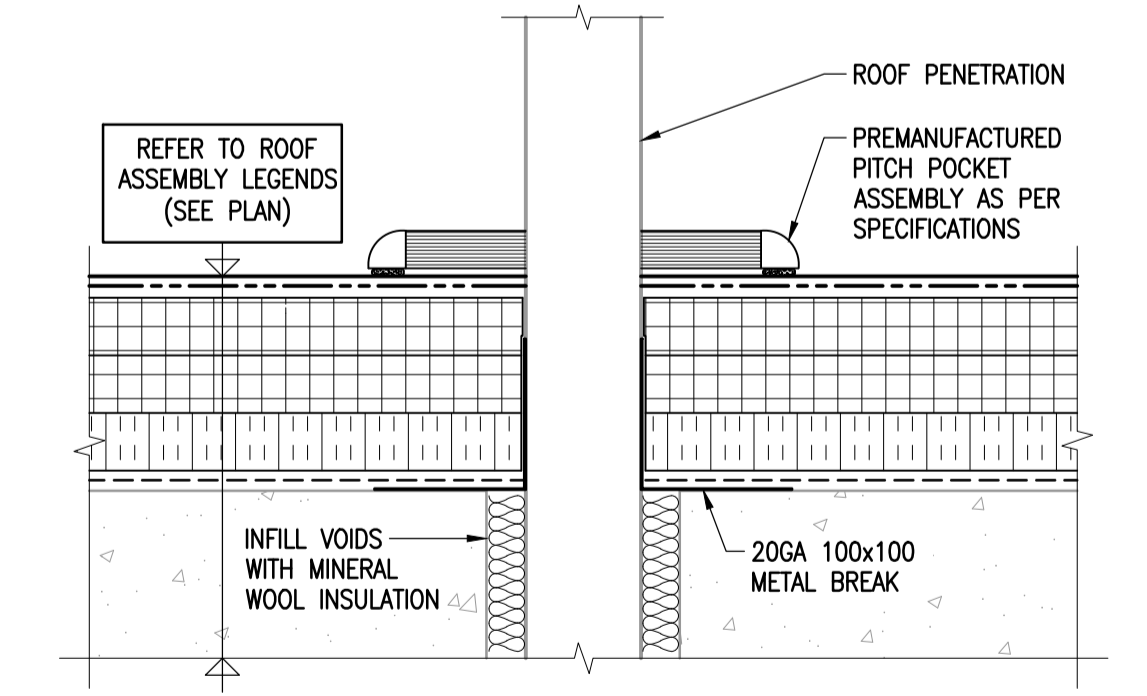 ROOF PENETRATION
REFER TO ROOF
ASSEMBLY LEGENDS
(SEE PLAN)
PREMANUFACTURED
PITCH POCKET
ASSEMBLY AS PER
SPECIFICATIONS
INFILL VOIDS
WITH MINERAL
WOOL INSULATION
20GA 100x100
METAL BREAK